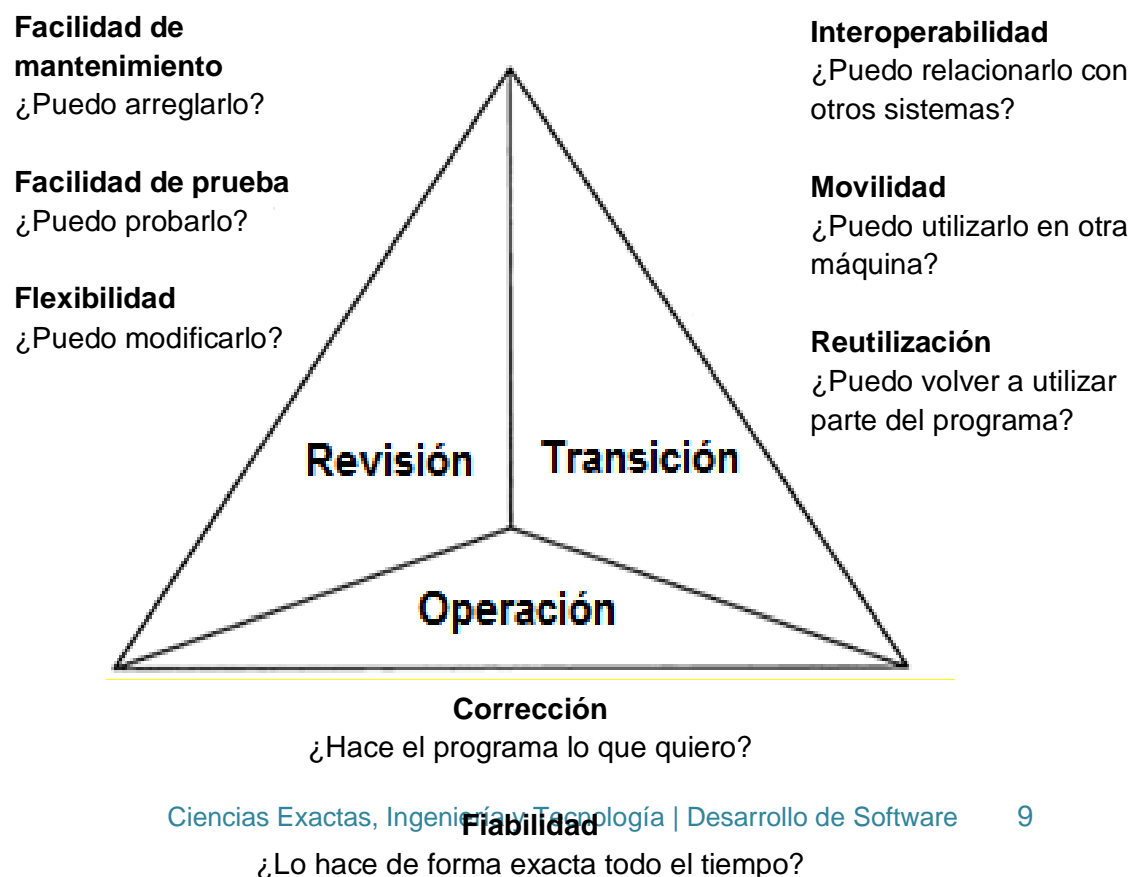 Facilidad de
mantenimiento
¿Puedo arreglarlo?
Facilidad de prueba
¿Puedo probarlo?
Flexibilidad
¿Puedo modificarlo?
Interoperabilidad
¿Puedo relacionarlo con
otros sistemas?
Movilidad
¿Puedo utilizarlo en otra
máquina?
Reutilización
¿Puedo volver a utilizar
parte del programa?
Revisión
Transición
Operación
Corrección
¿Hace el programa lo que quiero?
Ciencias Exactas, Ingeniería y Tecnología | Desarrollo de Software 9
Fiabilidad
¿Lo hace de forma exacta todo el tiempo?